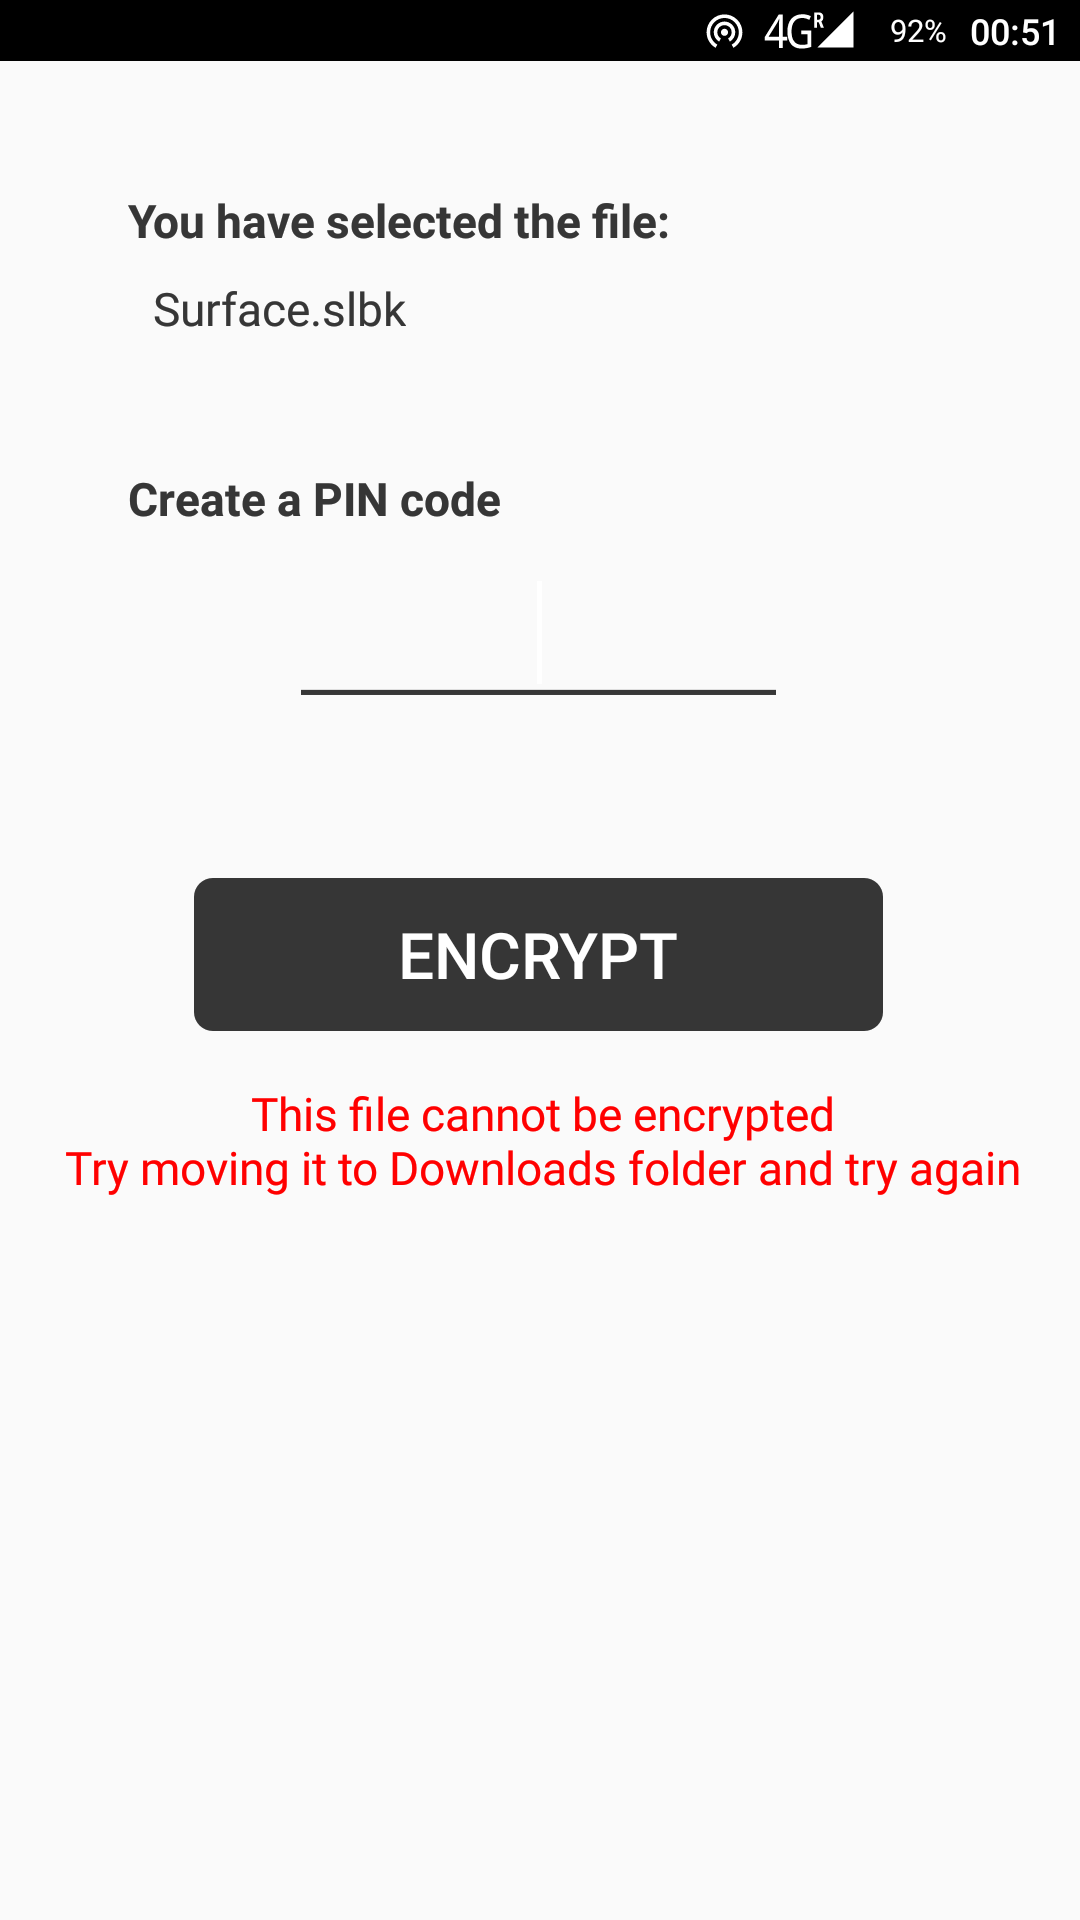 4G R 92% 00:51
You have selected the file:
Surface.slbk
Create a PIN code
ENCRYPT
This file cannot be encrypted
Try moving it to Downloads folder and try again